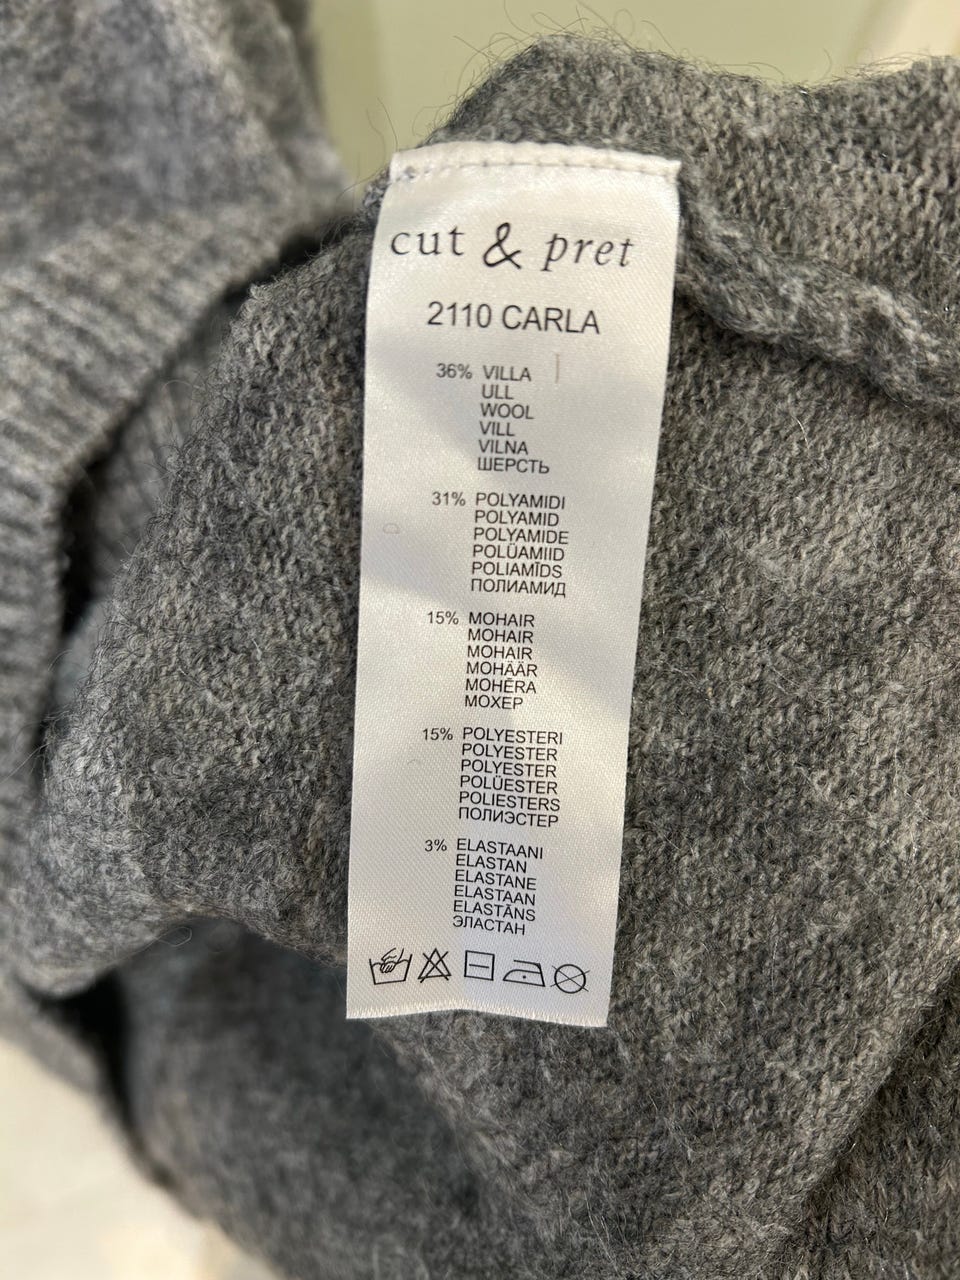 cut & pret
2110 CARLA
36% VILLA
ULL
WOOL
VILL
VILNA
ШЕРСТЬ
31% POLYAMIDI
POLYAMID
POLYAMIDE
POLÜAMIID
POLIAMĪDS
ПОЛИАМИД
15% MOHAIR
MOHAIR
MOHAIR
MOHÄÄR
MOHĒRA
МОХЕР
15% POLYESTERI
POLYESTER
POLYESTER
POLÜESTER
POLIESTERS
ПОЛИЭСТЕР
3% ELASTAANI
ELASTAN
ELASTANE
ELASTAAN
ELASTĀNS
ЭЛАСТАН